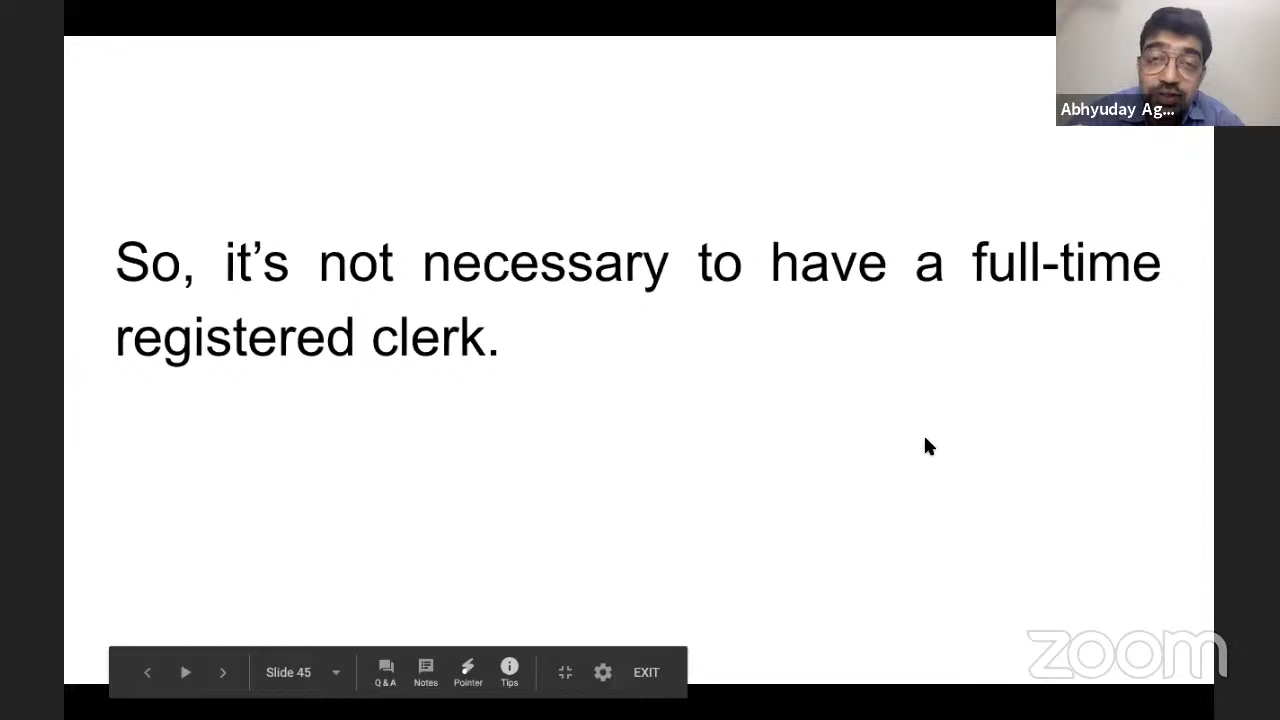 Abhyuday Ag...
So, it's not necessary to have a full-time
registered clerk.
Slide 45
Q & A
Notes
Pointer
Tips
EXIT
zoom